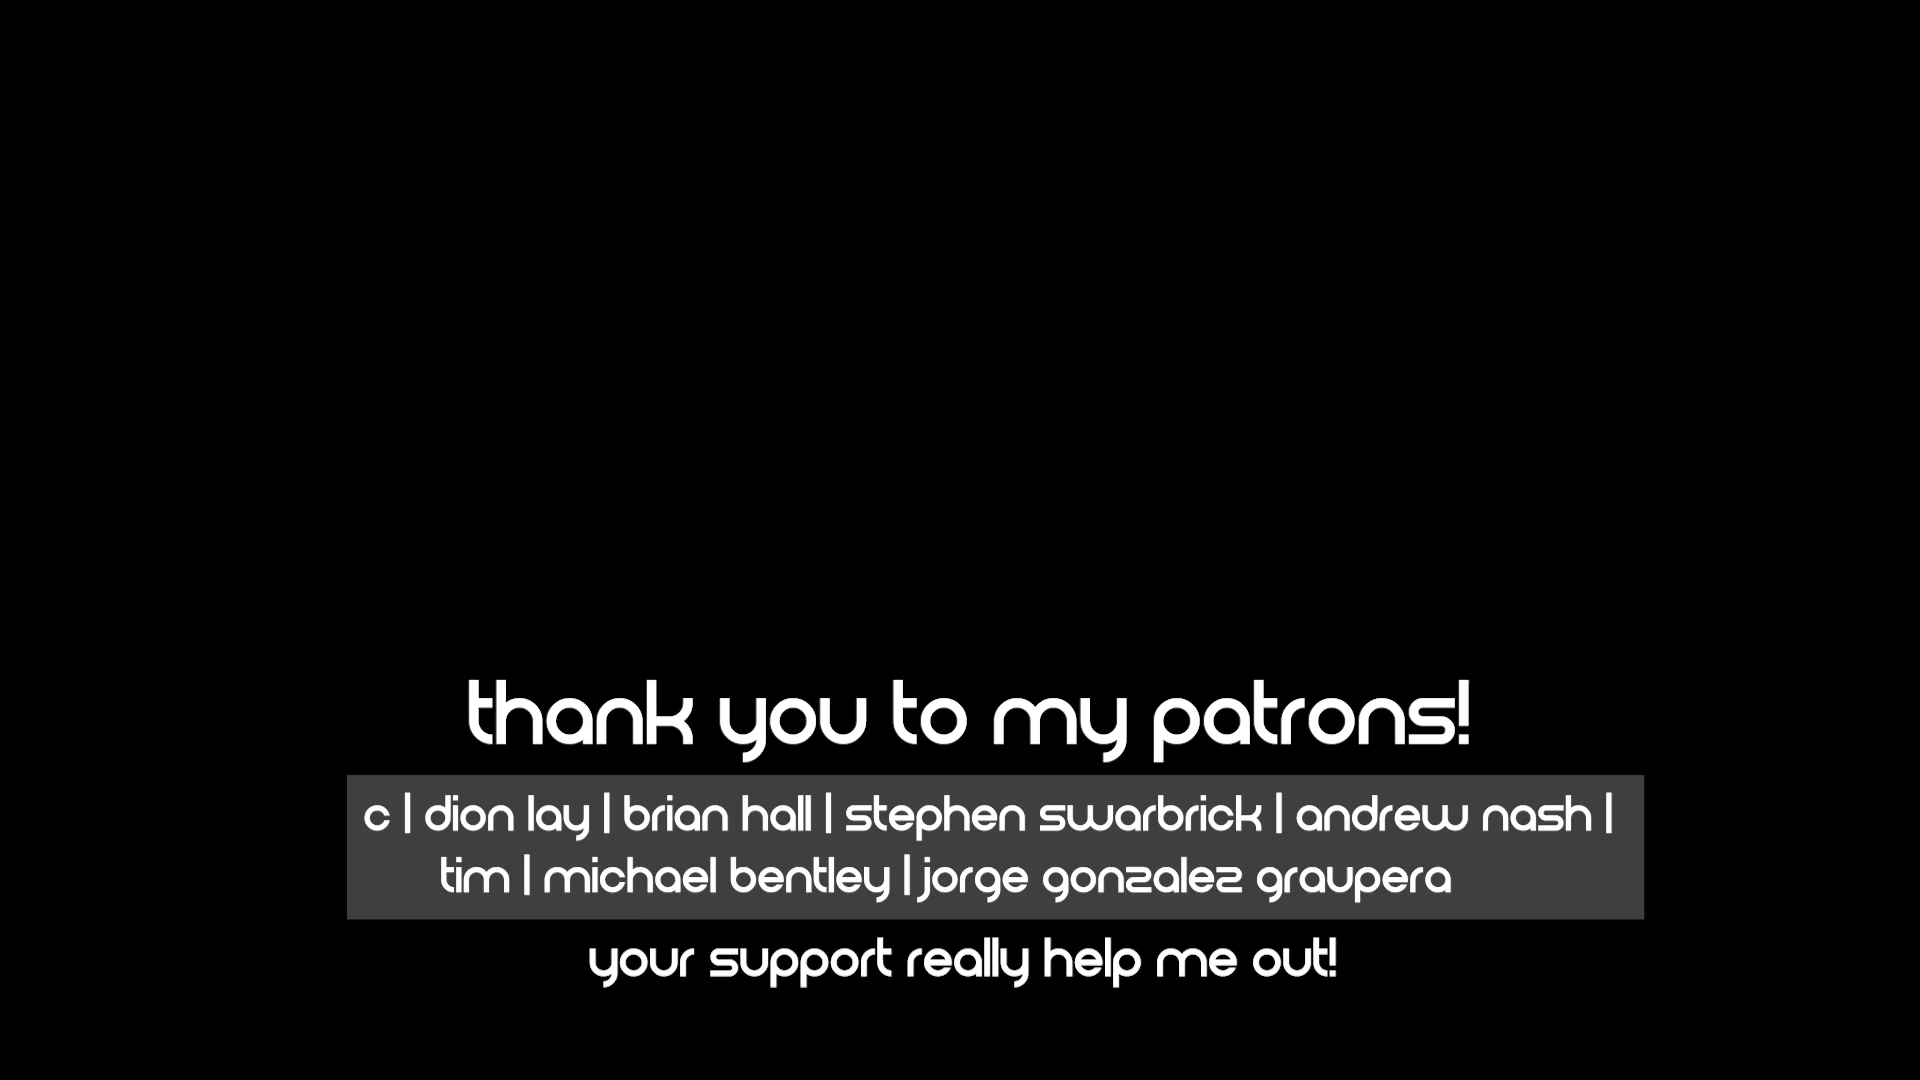 thank you to my patrons!
c | dion lay | brian hall | stephen swarbrick | andrew nash |
tim | michael bentley | jorge gonzalez graupera
your support really help me out!